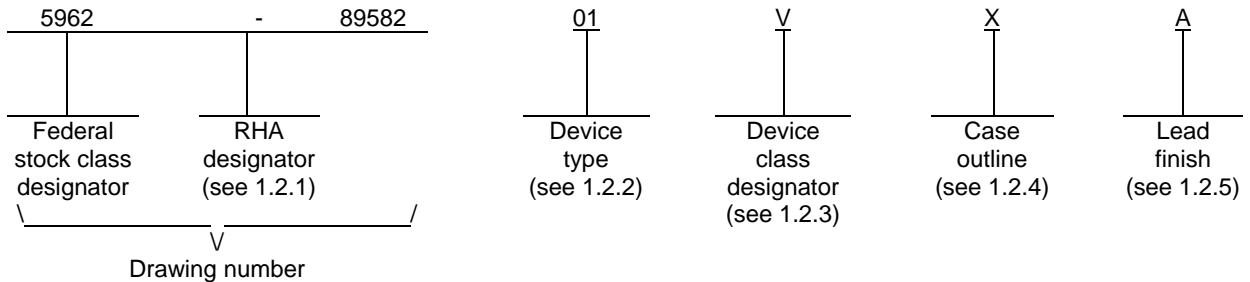 5962 - 89582 01 V X A
Federal stock class designator
RHA designator (see 1.2.1)
Device type (see 1.2.2)
Device class designator (see 1.2.3)
Case outline (see 1.2.4)
Lead finish (see 1.2.5)
\ /
\/
Drawing number